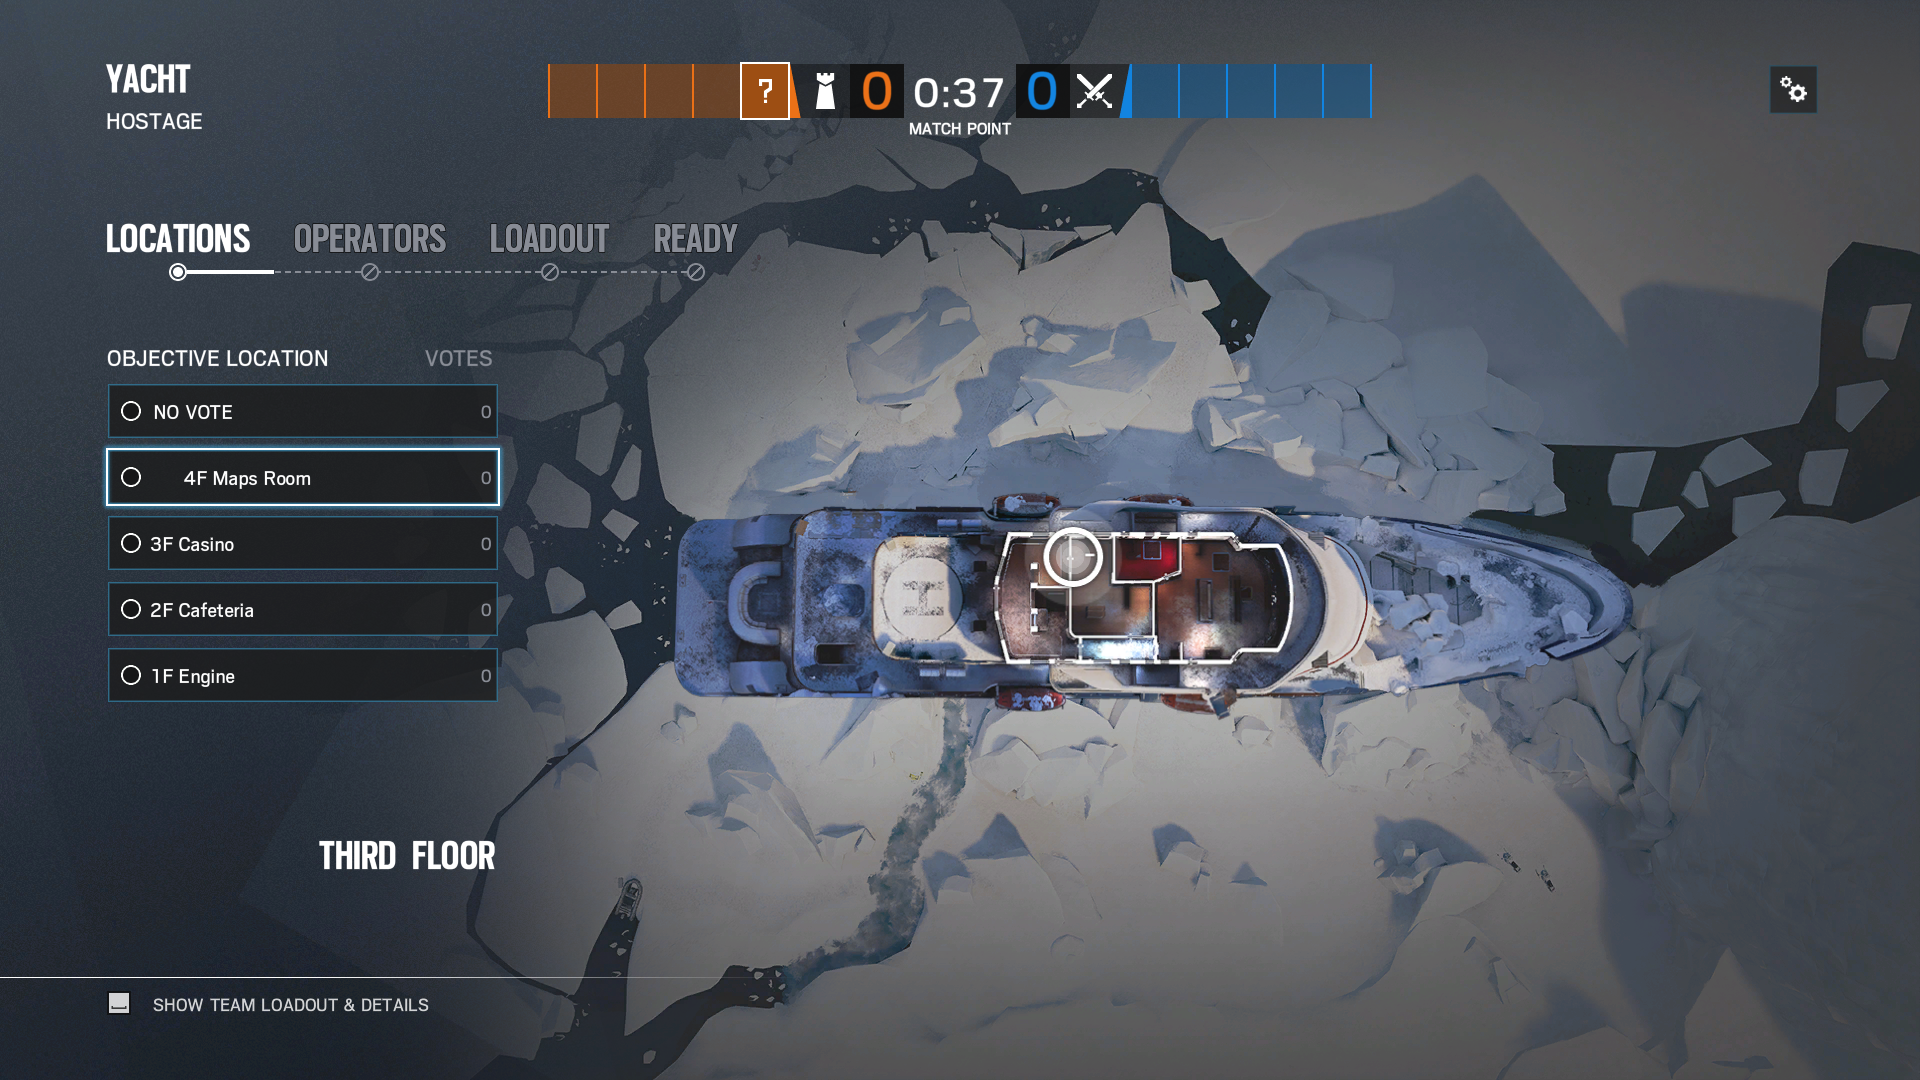 YACHT
HOSTAGE
? 0 0:37 0
MATCH POINT
LOCATIONS OPERATORS LOADOUT READY
OBJECTIVE LOCATION VOTES
NO VOTE 0
4F Maps Room 0
3F Casino 0
2F Cafeteria 0
1F Engine 0
H
THIRD FLOOR
SHOW TEAM LOADOUT & DETAILS